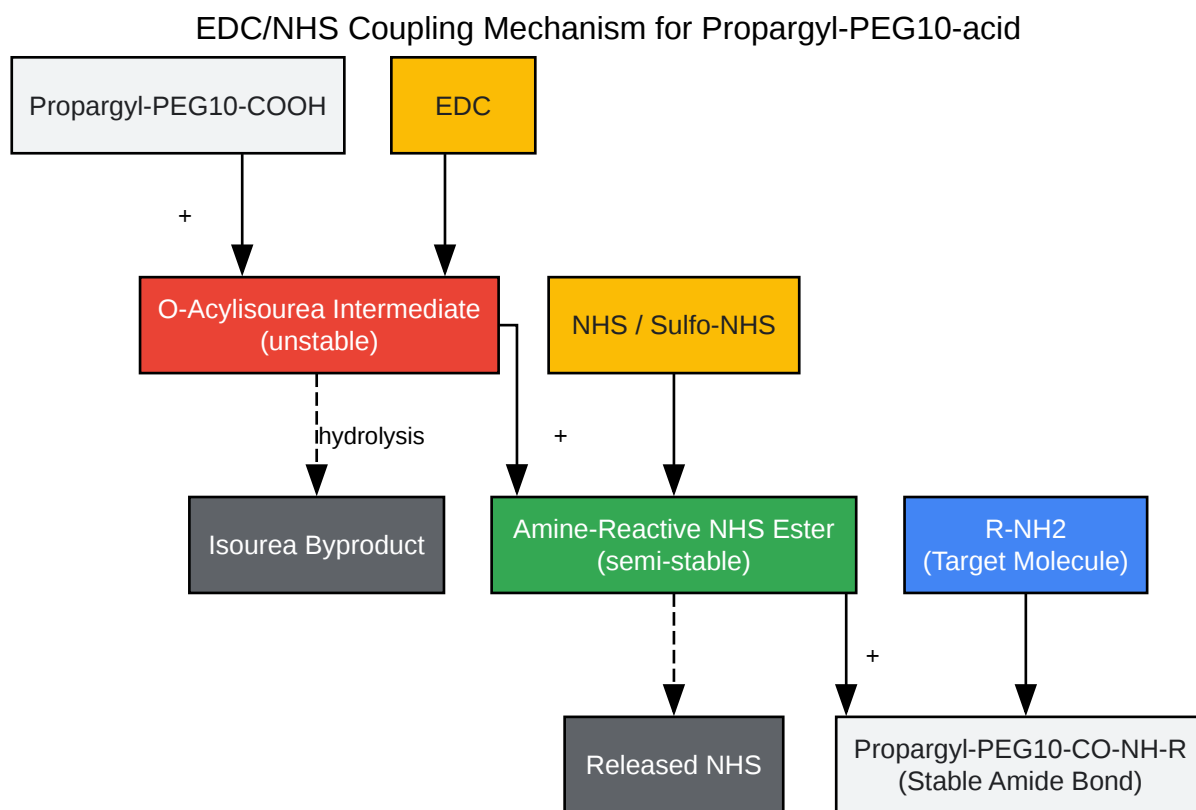 EDC/NHS Coupling Mechanism for Propargyl-PEG10-acid
Propargyl-PEG10-COOH
EDC
+
O-Acylisourea Intermediate
(unstable)
NHS / Sulfo-NHS
hydrolysis
+
Isourea Byproduct
Amine-Reactive NHS Ester
(semi-stable)
R-NH2
(Target Molecule)
+
Released NHS
Propargyl-PEG10-CO-NH-R
(Stable Amide Bond)